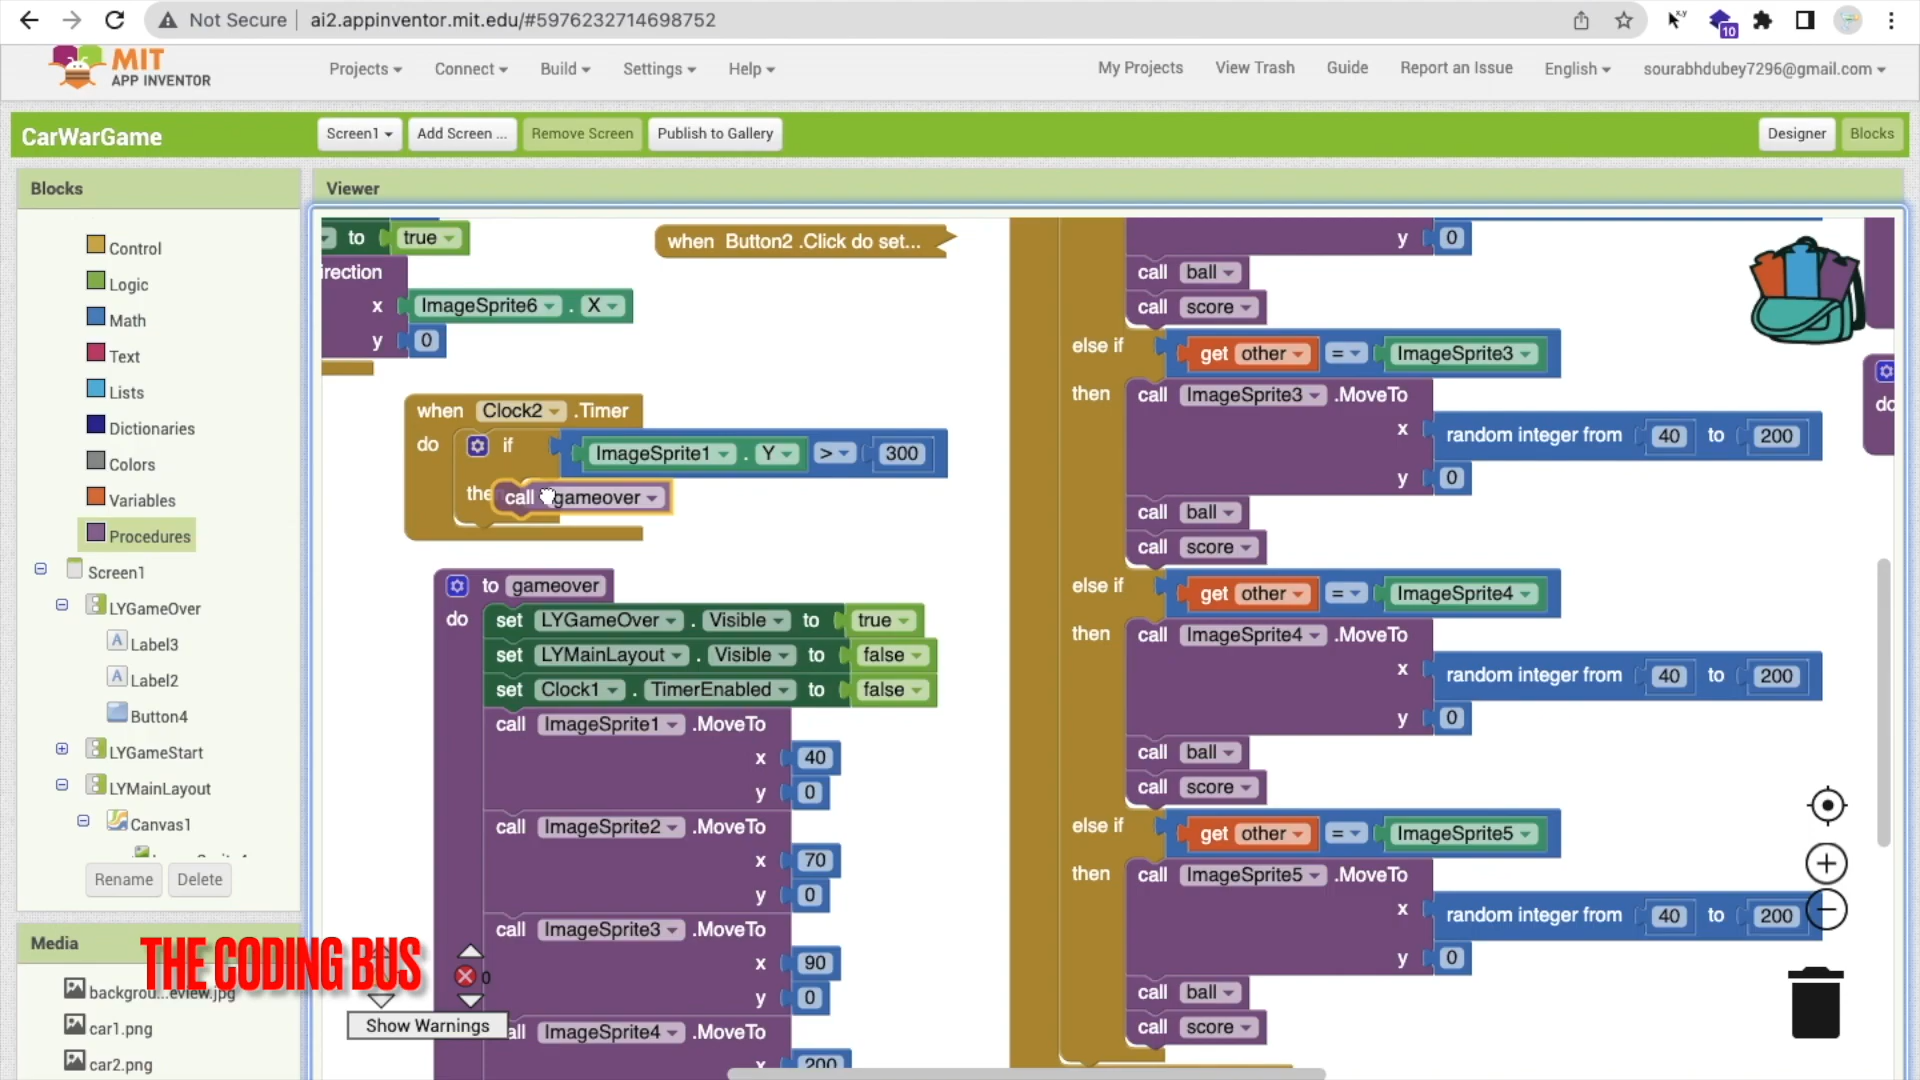 Not Secure
ai2.appinventor.mit.edu/#5976232714698752
10
MIT
APP INVENTOR
Projects
Connect
Build
Settings
Help
My Projects
View Trash
Guide
Report an Issue
English
sourabhdubey7296@gmail.com
CarWarGame
Screen1
Add Screen ...
Remove Screen
Publish to Gallery
Designer
Blocks
Blocks
Control
Logic
Math
Text
Lists
Dictionaries
Colors
Variables
Procedures
Screen1
LYGameOver
Label3
Label2
Button4
LYGameStart
LYMainLayout
Canvas1
Rename
Delete
Media
backgrou...eview.jpg
car1.png
car2.png
THE CODING BUS
Viewer
to true
irection
x ImageSprite6 . X
y 0
when Button2 .Click do set...
when Clock2 .Timer
do if ImageSprite1 . Y > 300
then call gameover
to gameover
do set LYGameOver . Visible to true
set LYMainLayout . Visible to false
set Clock1 . TimerEnabled to false
call ImageSprite1 .MoveTo
x 40
y 0
call ImageSprite2 .MoveTo
x 70
y 0
call ImageSprite3 .MoveTo
x 90
y 0
call ImageSprite4 .MoveTo
x 200
0
Show Warnings
y 0
call ball
call score
else if get other = ImageSprite3
then call ImageSprite3 .MoveTo
x random integer from 40 to 200
y 0
call ball
call score
else if get other = ImageSprite4
then call ImageSprite4 .MoveTo
x random integer from 40 to 200
y 0
call ball
call score
else if get other = ImageSprite5
then call ImageSprite5 .MoveTo
x random integer from 40 to 200
y 0
call ball
call score
do